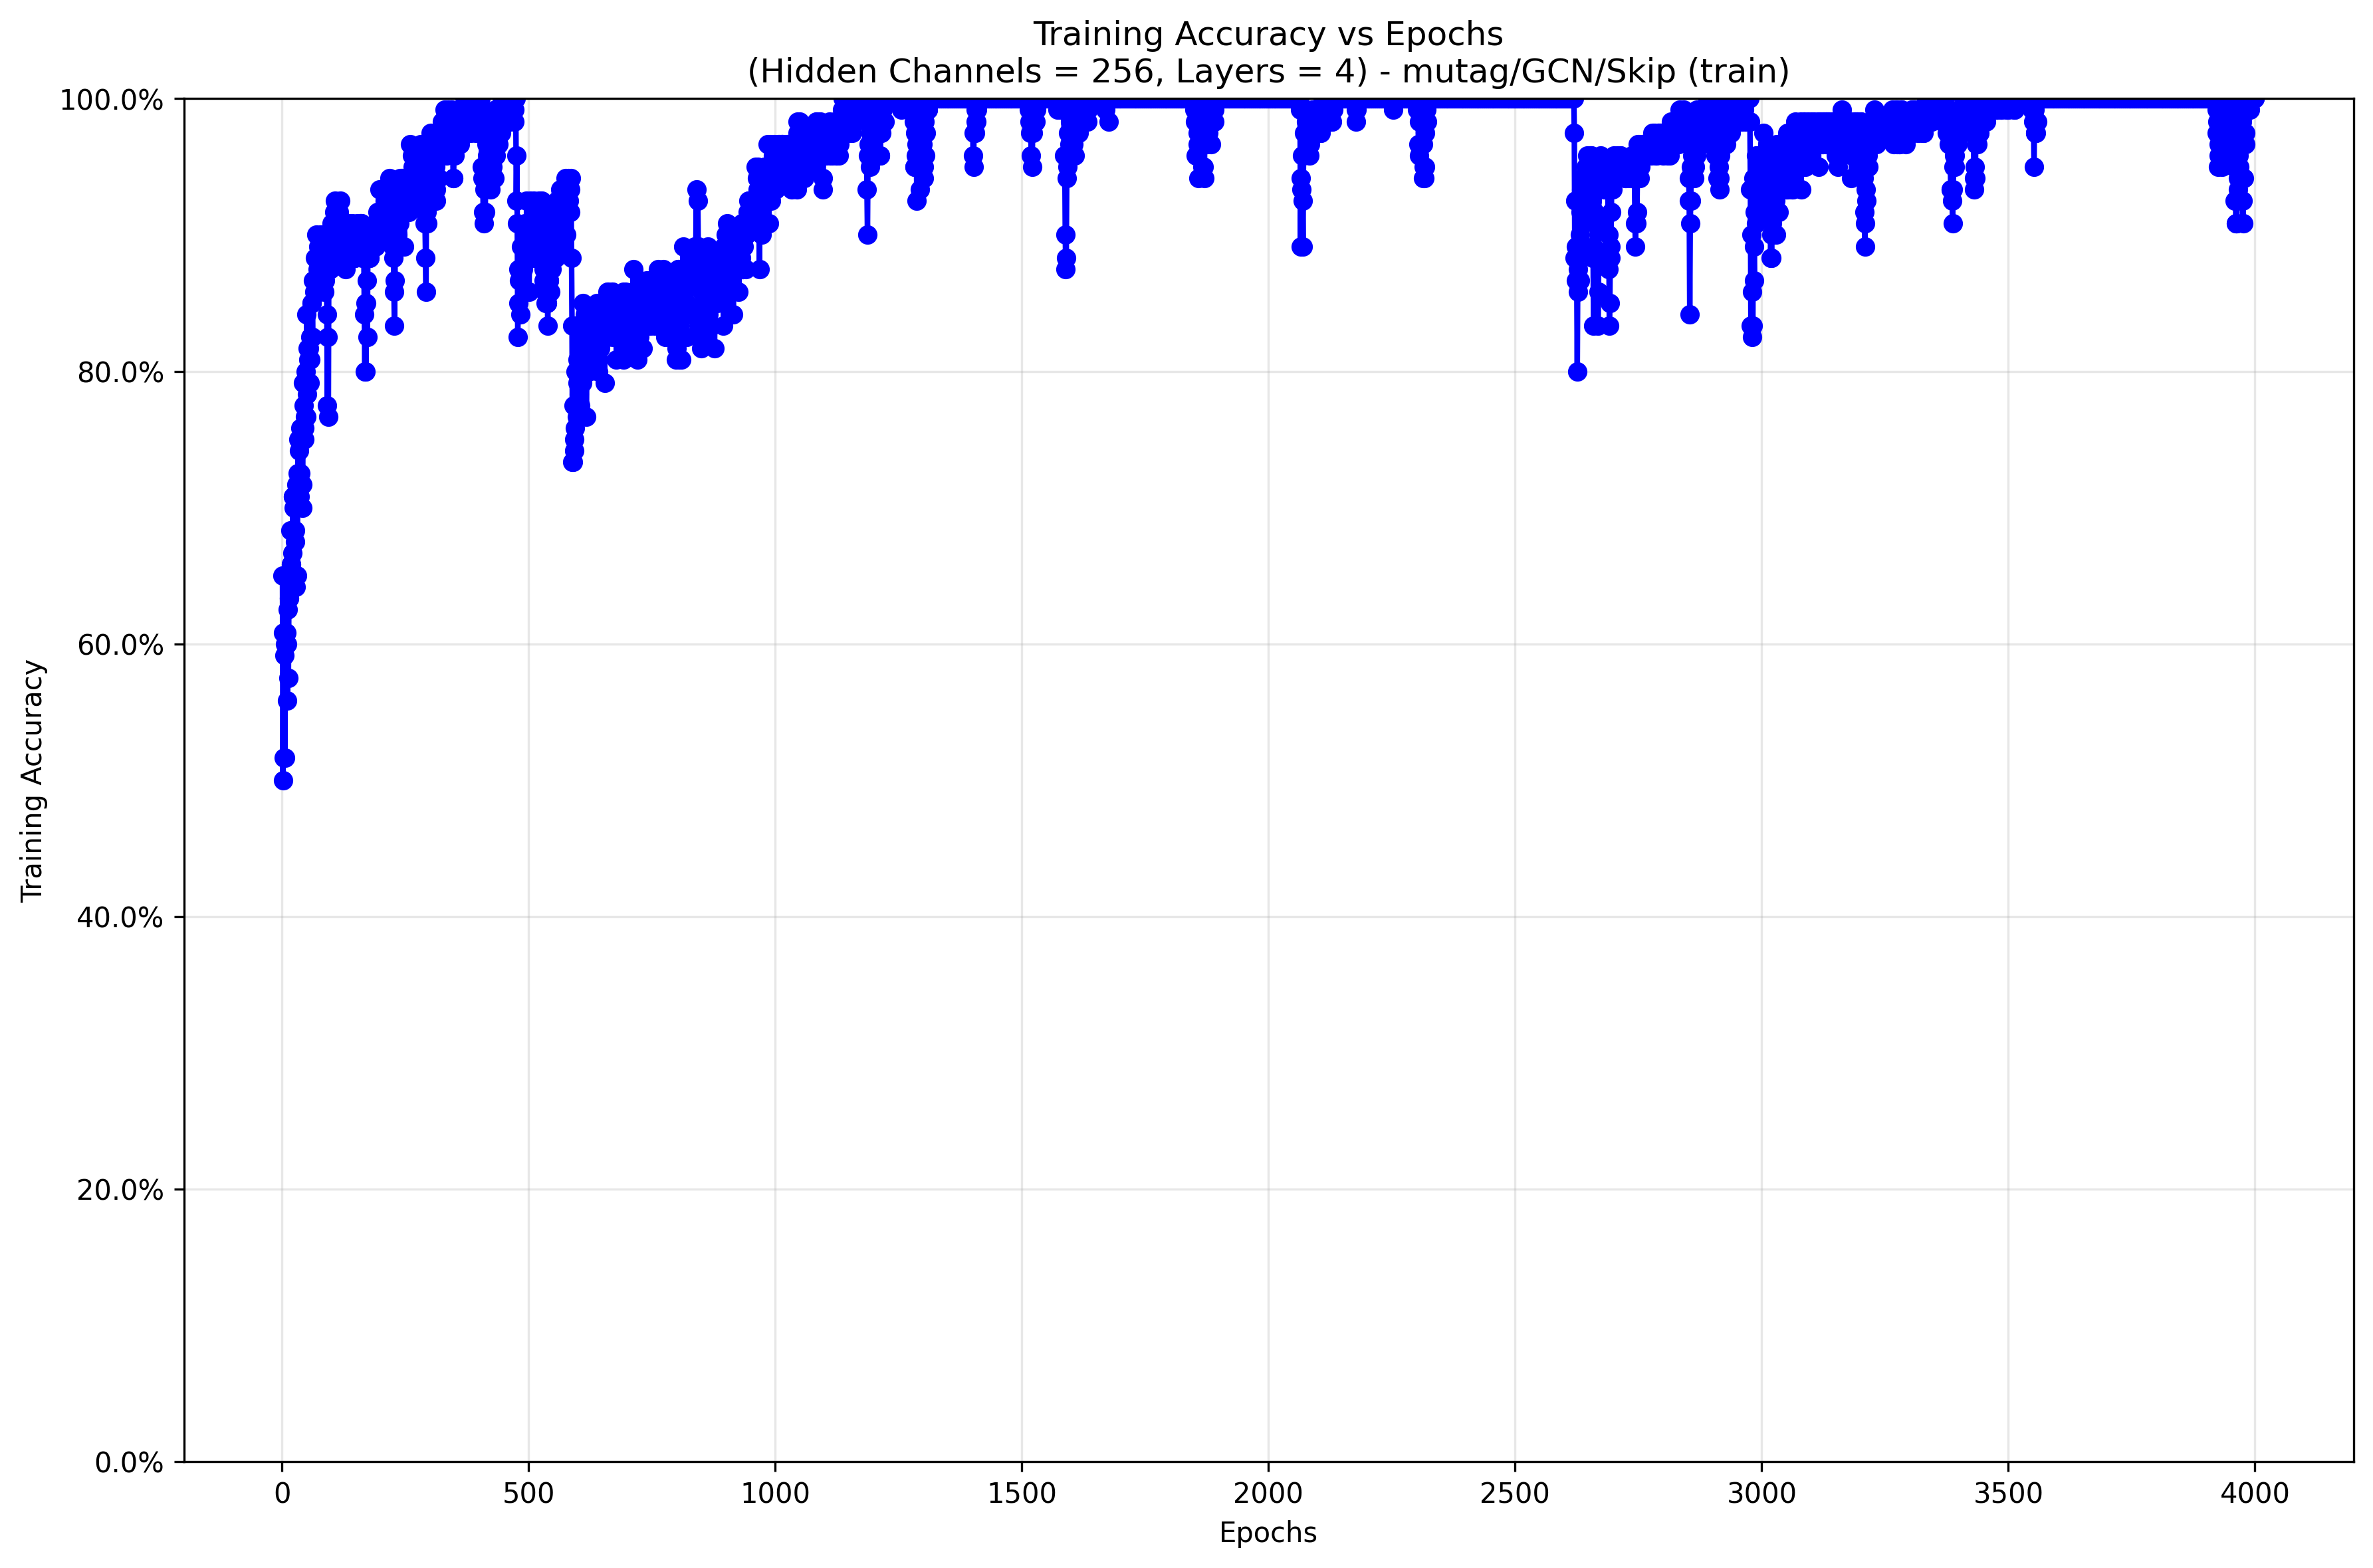 Training Accuracy vs Epochs
(Hidden Channels = 256, Layers = 4) - mutag/GCN/Skip (train)
Training Accuracy
100.0%
80.0%
60.0%
40.0%
20.0%
0.0%
0 500 1000 1500 2000 2500 3000 3500 4000
Epochs